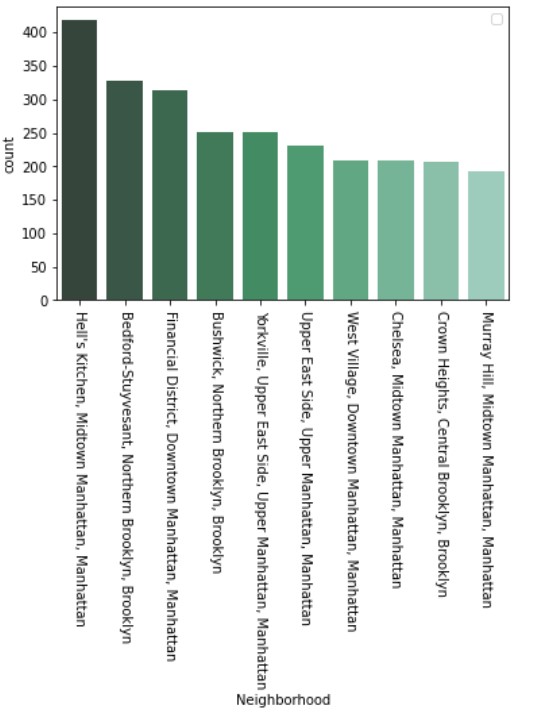 400
350
300
250
200
150
100
50
0
count
Hell's Kitchen, Midtown Manhattan, Manhattan
Bedford-Stuyvesant, Northern Brooklyn, Brooklyn
Financial District, Downtown Manhattan, Manhattan
Bushwick, Northern Brooklyn, Brooklyn
Yorkville, Upper East Side, Upper Manhattan, Manhattan
Upper East Side, Upper Manhattan, Manhattan
West Village, Downtown Manhattan, Manhattan
Chelsea, Midtown Manhattan, Manhattan
Crown Heights, Central Brooklyn, Brooklyn
Murray Hill, Midtown Manhattan, Manhattan
Neighborhood